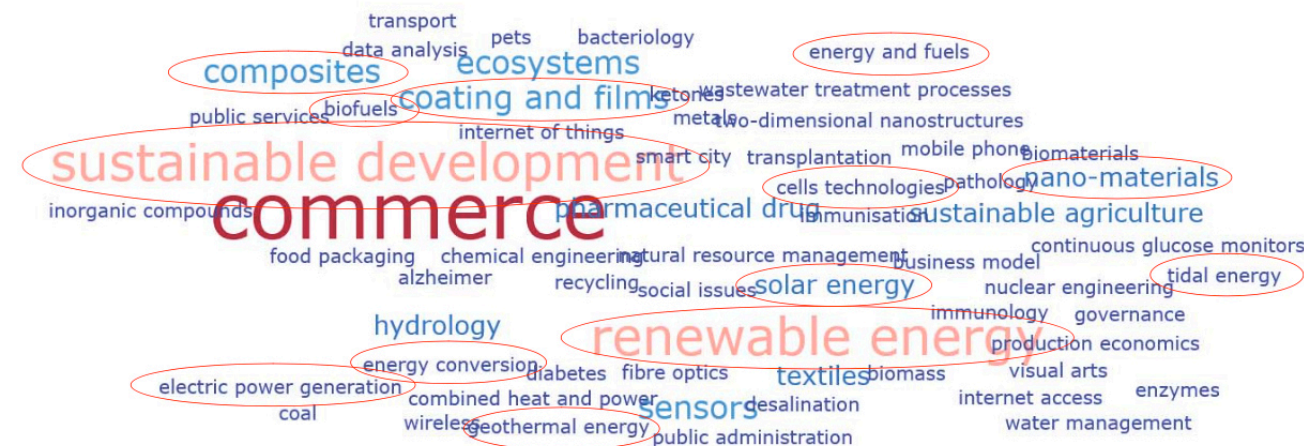 transport
data analysis
pets
bacteriology
energy and fuels
composites
ecosystems
coating and films
ketones
wastewater treatment processes
public services
biofuels
metals
two-dimensional nanostructures
internet of things
sustainable development
smart city
transplantation
mobile phone
biomaterials
cells technologies
pathology
nano-materials
inorganic compounds
commerce
pharmaceutical drug
immunisation
sustainable agriculture
food packaging
chemical engineering
natural resource management
business model
continuous glucose monitors
alzheimer
recycling
social issues
solar energy
nuclear engineering
tidal energy
hydrology
renewable energy
immunology
governance
production economics
energy conversion
diabetes
fibre optics
textiles
biomass
visual arts
electric power generation
combined heat and power
sensors
desalination
internet access
enzymes
coal
wireless
geothermal energy
public administration
water management